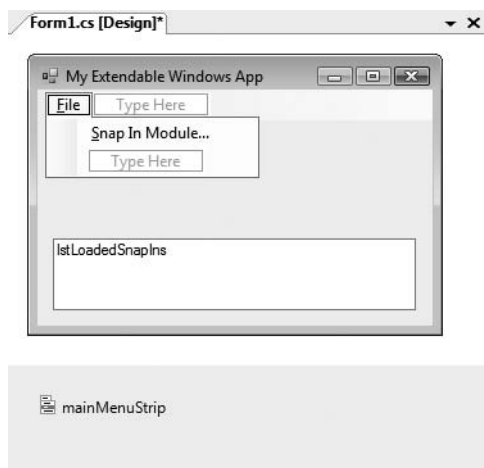 Form1.cs [Design]*
My Extendable Windows App
File Type Here
Snap In Module...
Type Here
lstLoadedSnapIns
mainMenuStrip